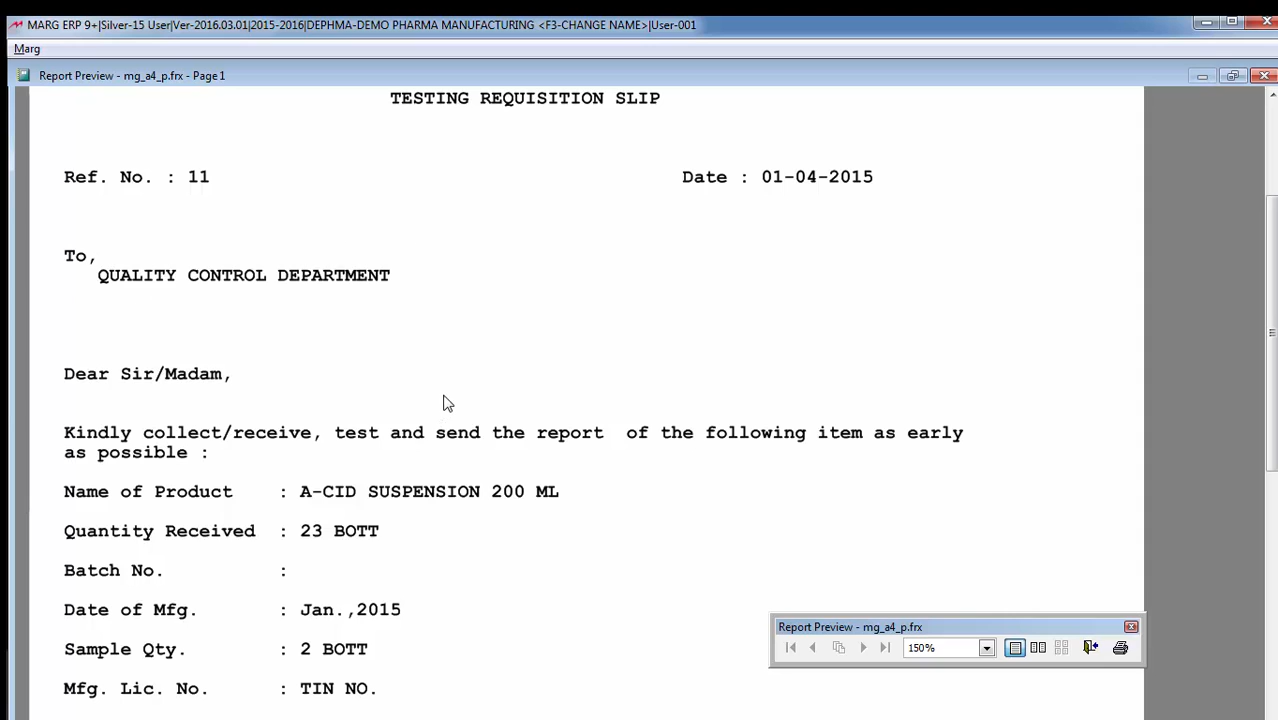 MARG ERP 9+|Silver-15 User|Ver-2016.03.01|2015-2016|DEPHMA-DEMO PHARMA MANUFACTURING <F3-CHANGE NAME>|User-001
Marg
Report Preview - mg_a4_p.frx - Page1
TESTING REQUISITION SLIP
Ref. No. : 11 Date : 01-04-2015
To,
QUALITY CONTROL DEPARTMENT
Dear Sir/Madam,
Kindly collect/receive, test and send the report of the following item as early
as possible :
Name of Product : A-CID SUSPENSION 200 ML
Quantity Received : 23 BOTT
Batch No. :
Date of Mfg. : Jan.,2015
Sample Qty. : 2 BOTT
Mfg. Lic. No. : TIN NO.
Report Preview - mg_a4_p.frx
150%